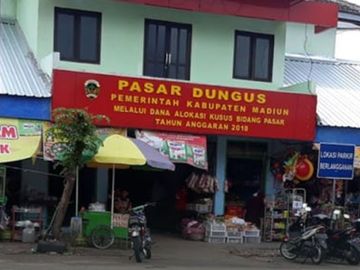 PASAR DUNGUS
PEMERINTAH KABUPATEN MADIUN
MELALUI DANA ALOKASI KUSUS BIDANG PASAR
TAHUN ANGGARAN 2018
LOKASI PARKIR
BERLANGGANAN